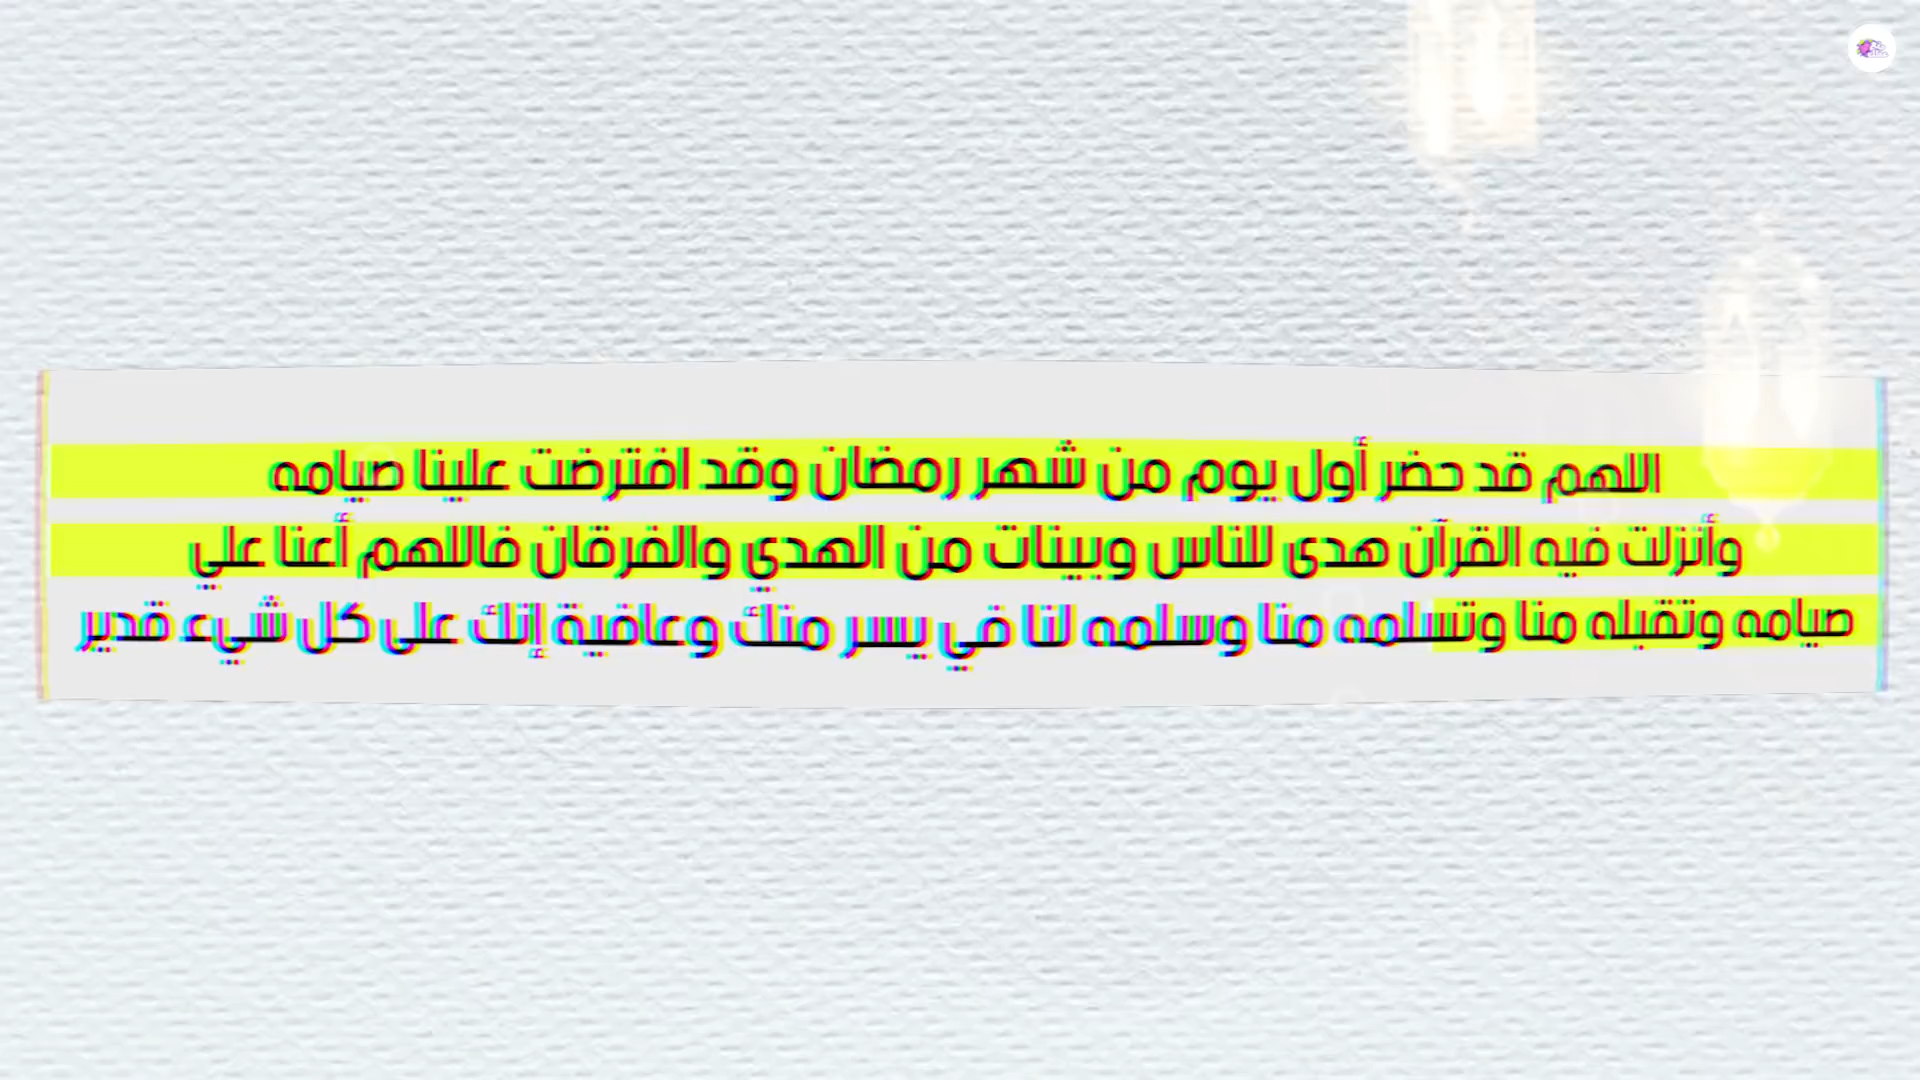 اللهم قد حضر أول يوم من شهر رمضان وقد افترضت علينا صيامه
وأنزلت فيه القرآن هدى للناس وبينات من الهدي والفرقان فاللهم أعنا علي
صيامه وتقبله منا وتسلمه منا وسلمه لنا في يسر منك وعافية إنك على كل شيء قدير